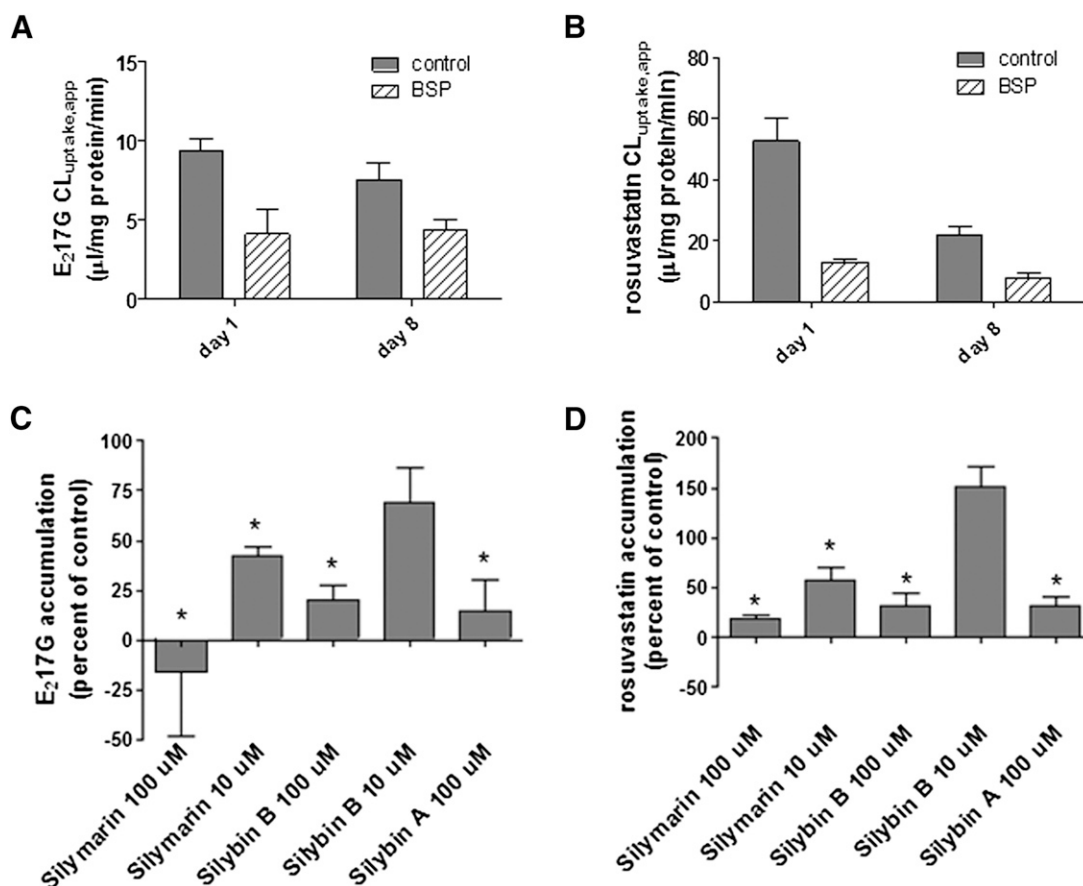 A
E₂17G CLuptake,app
(μl/mg protein/min)
15
10
5
0
control
BSP
day 1
day 8
B
rosuvastatin CLuptake,app
(μl/mg protein/min)
80
60
40
20
0
control
BSP
day 1
day 8
C
E₂17G accumulation
(percent of control)
100
75
50
25
0
-25
-50
*
*
*
*
Silymarin 100 uM
Silymarin 10 uM
Silybin B 100 uM
Silybin B 10 uM
Silybin A 100 uM
D
rosuvastatin accumulation
(percent of control)
200
150
100
50
0
-50
*
*
*
*
Silymarin 100 uM
Silymarin 10 uM
Silybin B 100 uM
Silybin B 10 uM
Silybin A 100 uM